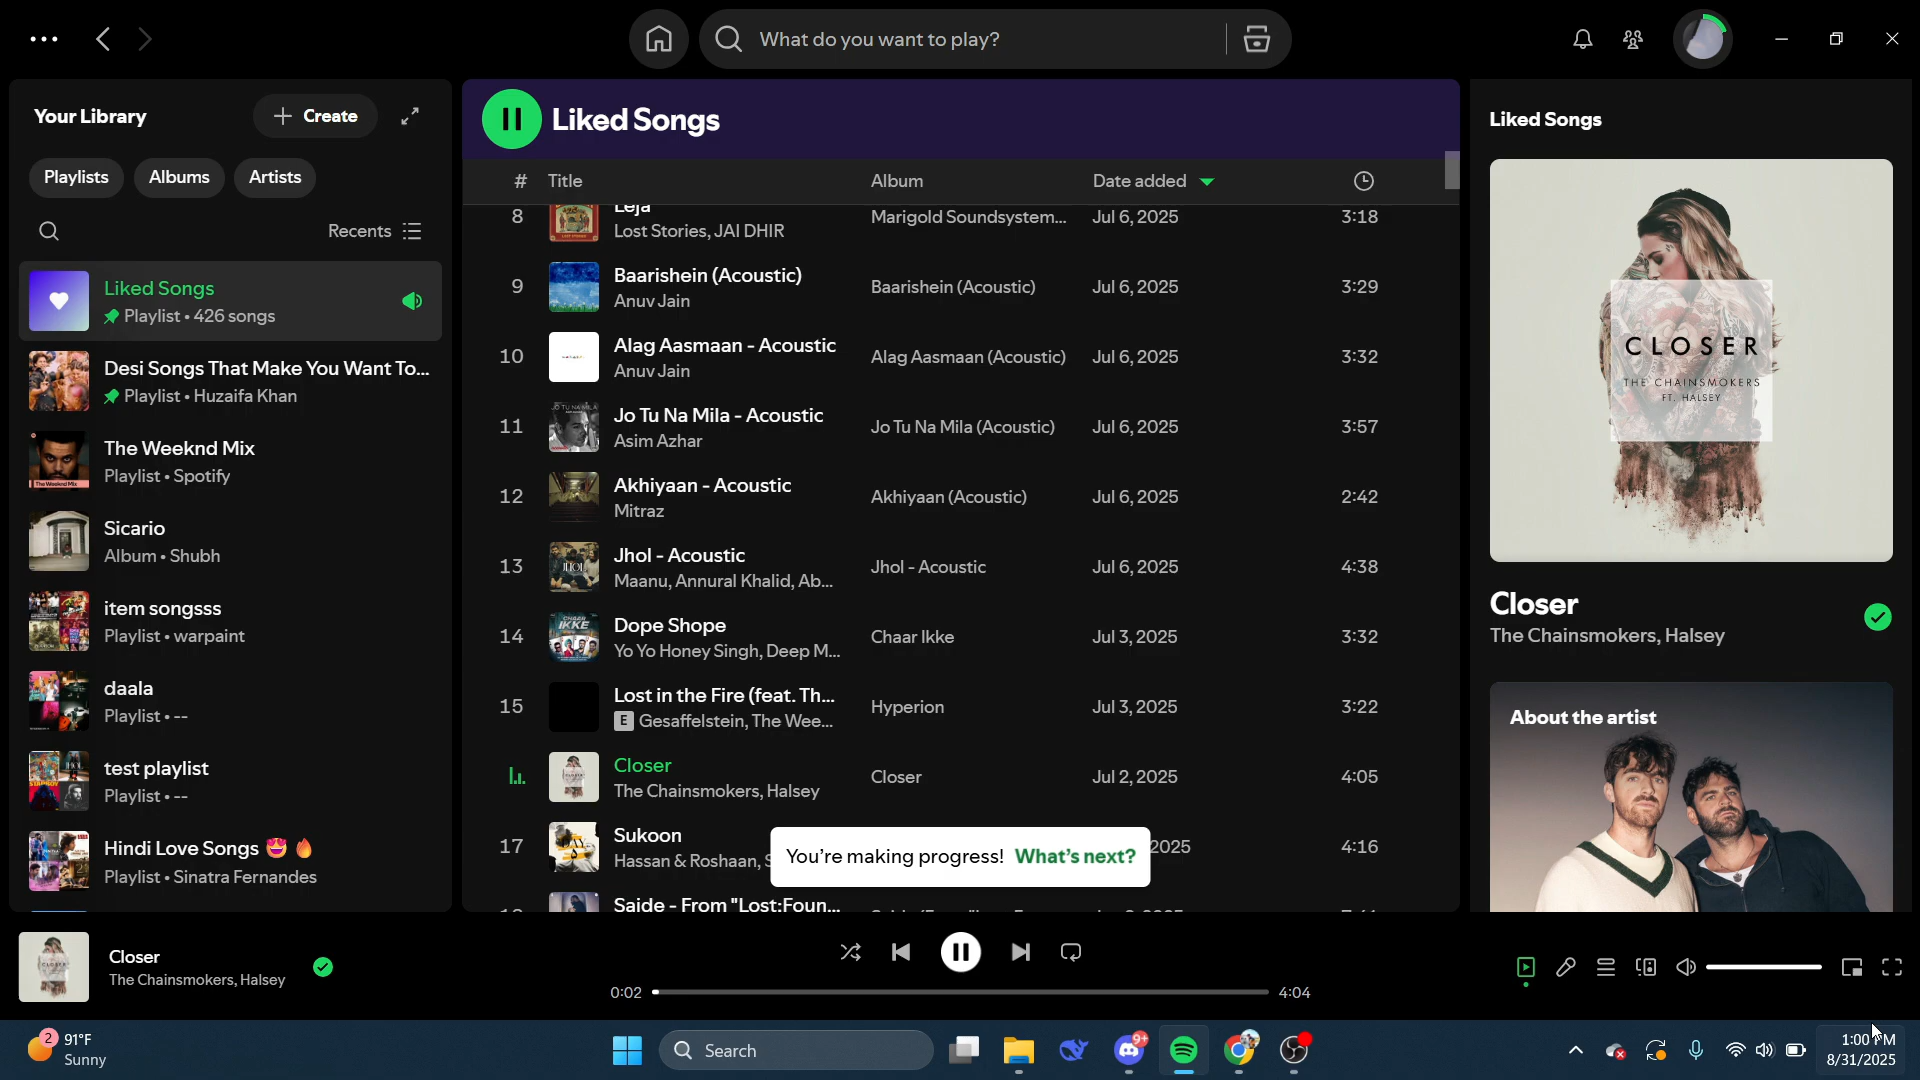 What do you want to play?
Your Library
Create
Playlists
Albums
Artists
Recents
Liked Songs
Playlist • 426 songs
Desi Songs That Make You Want To...
Playlist • Huzaifa Khan
The Weeknd Mix
Playlist • Spotify
Sicario
Album • Shubh
item songsss
Playlist • warpaint
daala
Playlist • --
test playlist
Playlist • --
Hindi Love Songs 😍 🔥
Playlist • Sinatra Fernandes
Liked Songs
# Title Album Date added
8 Leja Marigold Soundsystem... Jul 6, 2025 3:18
Lost Stories, JAI DHIR
9 Baarishein (Acoustic) Baarishein (Acoustic) Jul 6, 2025 3:29
Anuv Jain
10 Alag Aasmaan - Acoustic Alag Aasmaan (Acoustic) Jul 6, 2025 3:32
Anuv Jain
11 Jo Tu Na Mila - Acoustic Jo Tu Na Mila (Acoustic) Jul 6, 2025 3:57
Asim Azhar
12 Akhiyaan - Acoustic Akhiyaan (Acoustic) Jul 6, 2025 2:42
Mitraz
13 Jhol - Acoustic Jhol - Acoustic Jul 6, 2025 4:38
Maanu, Annural Khalid, Ab...
14 Dope Shope Chaar Ikke Jul 3, 2025 3:32
Yo Yo Honey Singh, Deep M...
15 Lost in the Fire (feat. Th... Hyperion Jul 3, 2025 3:22
E Gesaffelstein, The Wee...
Closer Closer Jul 2, 2025 4:05
The Chainsmokers, Halsey
17 Sukoon 2025 4:16
Hassan & Roshaan, S
You're making progress! What's next?
Saide - From "Lost;Foun...
Liked Songs
CLOSER
THE CHAINSMOKERS
FT. HALSEY
Closer
The Chainsmokers, Halsey
About the artist
Closer
The Chainsmokers, Halsey
0:02
4:04
2
91°F
Sunny
Search
9+
1:00 PM
8/31/2025